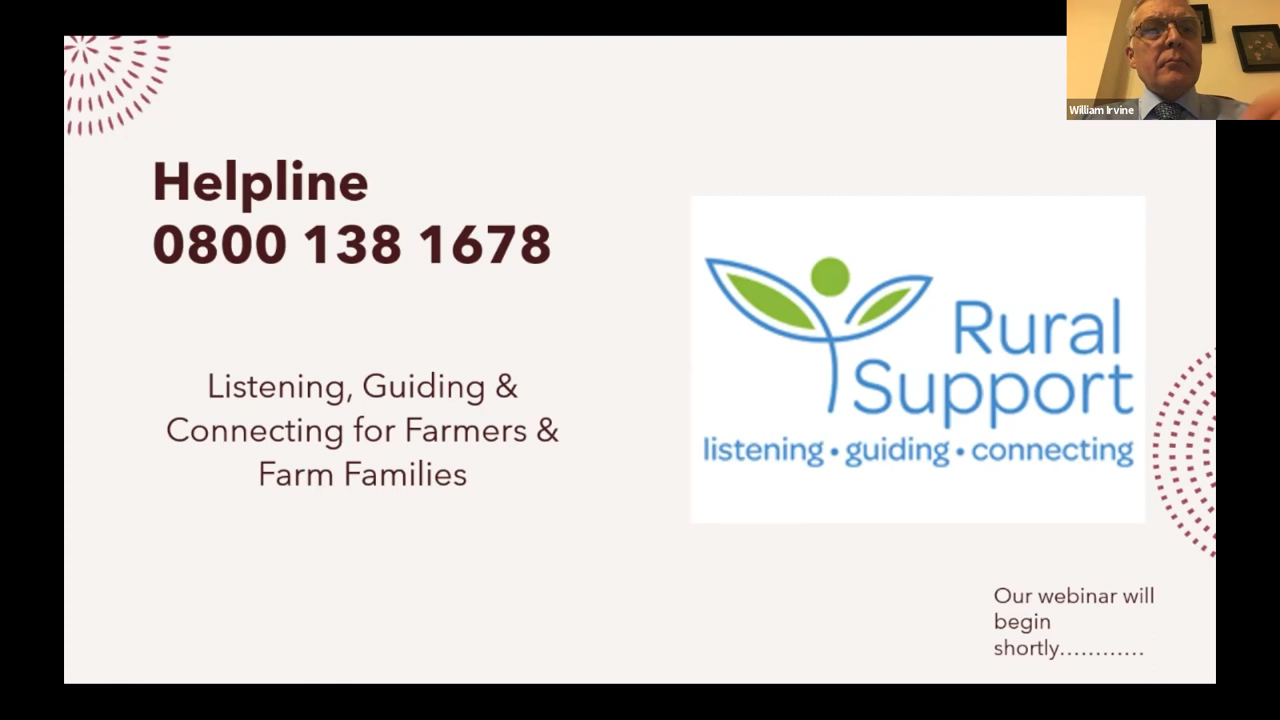 William Irvine
Helpline
0800 138 1678
Listening, Guiding &
Connecting for Farmers &
Farm Families
Rural
Support
listening • guiding • connecting
Our webinar will
begin
shortly............